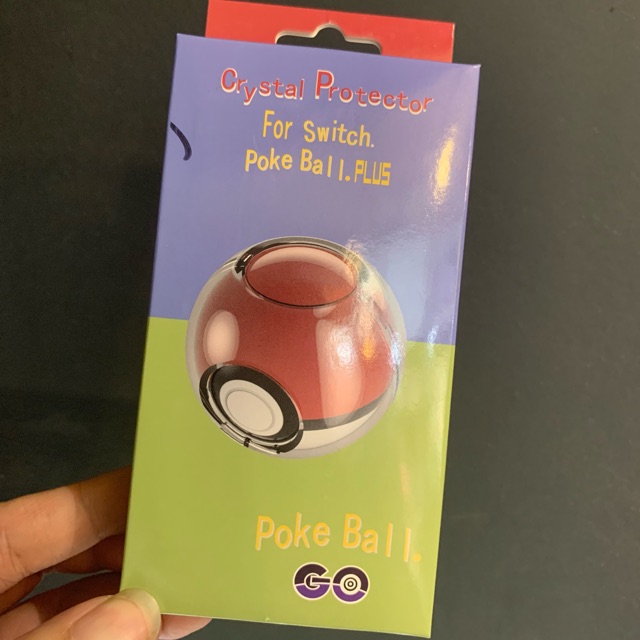 Crystal Protector
For Switch.
Poke Ball.PLUS
Poke Ball.
GO